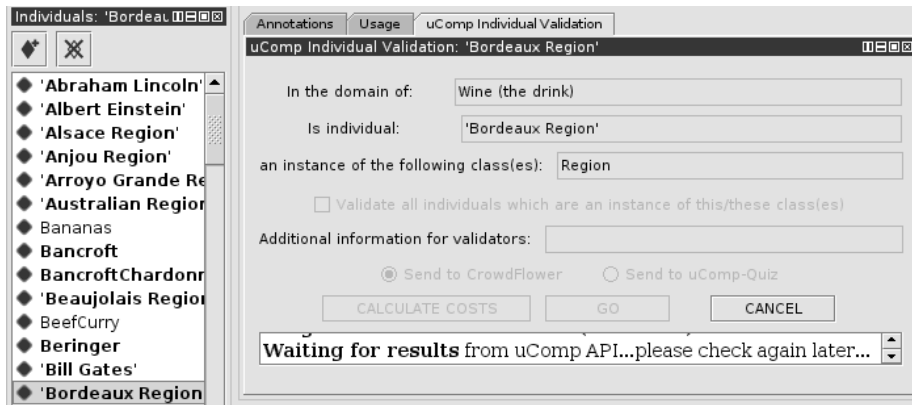 Individuals: 'Bordeau
'Abraham Lincoln'
'Albert Einstein'
'Alsace Region'
'Anjou Region'
'Arroyo Grande Re
'Australian Region
Bananas
Bancroft
BancroftChardonn
'Beaujolais Region
BeefCurry
Beringer
'Bill Gates'
'Bordeaux Region
Annotations Usage uComp Individual Validation
uComp Individual Validation: 'Bordeaux Region'
In the domain of: Wine (the drink)
Is individual: 'Bordeaux Region'
an instance of the following class(es): Region
Validate all individuals which are an instance of this/these class(es)
Additional information for validators:
Send to CrowdFlower Send to uComp-Quiz
CALCULATE COSTS GO CANCEL
Waiting for results from uComp API...please check again later...